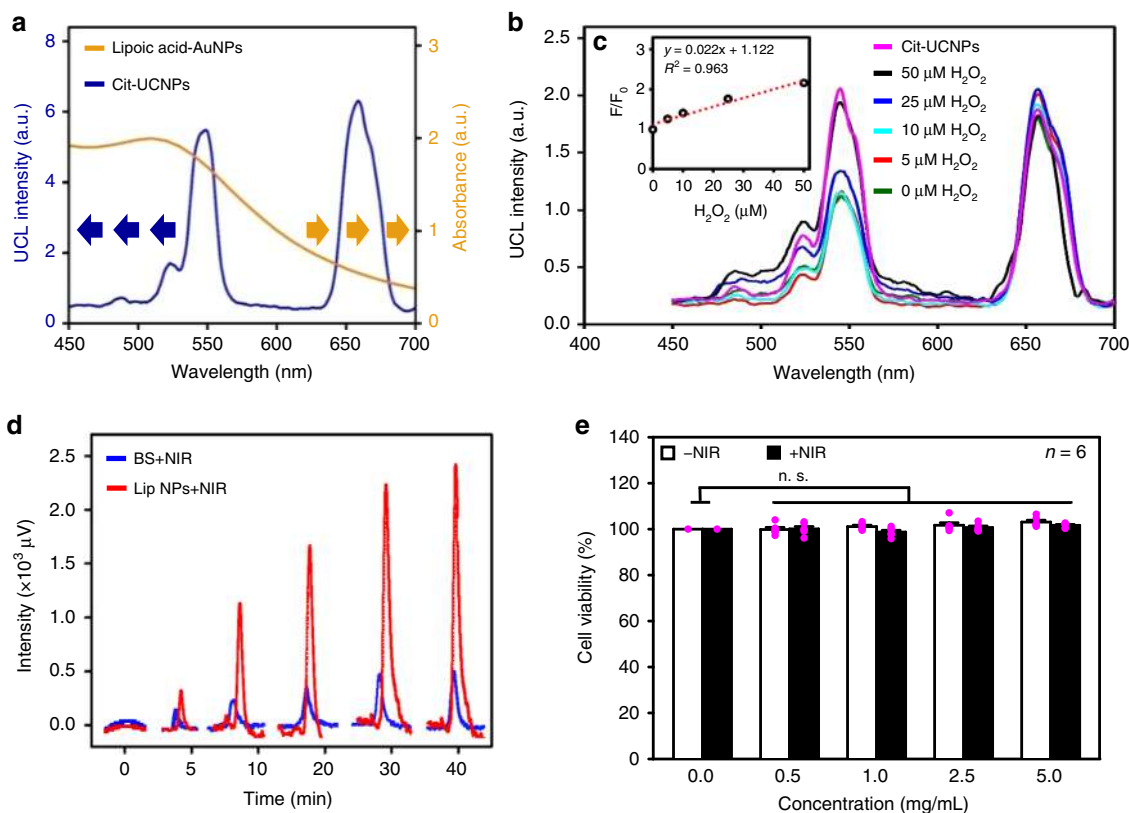 a
8
6
4
2
0
UCL intensity (a.u.)
Lipoic acid-AuNPs
Cit-UCNPs
3
2
1
0
Absorbance (a.u.)
450 500 550 600 650 700
Wavelength (nm)
b
2.5
2.0
1.5
1.0
0.5
0.0
UCL intensity (a.u.)
c
y = 0.022x + 1.122
R² = 0.963
3
2
1
0
F/F₀
0 10 20 30 40 50
H₂O₂ (μM)
Cit-UCNPs
50 μM H₂O₂
25 μM H₂O₂
10 μM H₂O₂
5 μM H₂O₂
0 μM H₂O₂
400 450 500 550 600 650 700
Wavelength (nm)
d
BS+NIR
Lip NPs+NIR
2.5
2.0
1.5
1.0
0.5
0.0
Intensity (×10³ μV)
0 5 10 20 30 40
Time (min)
e
140
120
100
80
60
40
20
0
Cell viability (%)
–NIR +NIR n = 6
n. s.
0.0 0.5 1.0 2.5 5.0
Concentration (mg/mL)